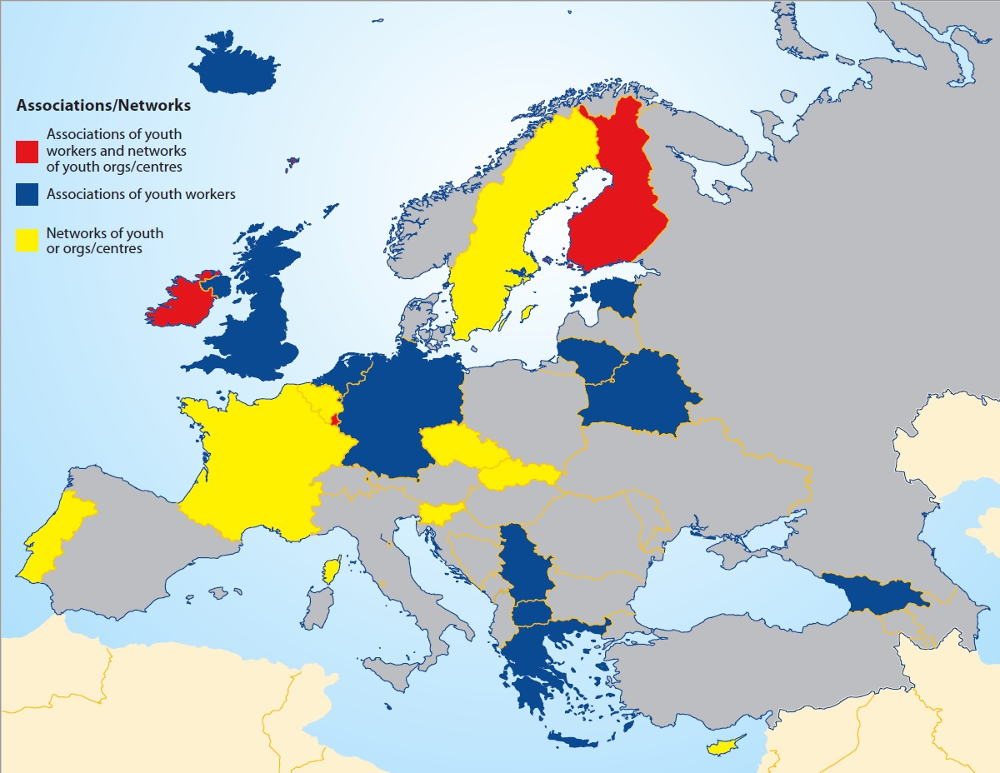 Associations/Networks
Associations of youth
workers and networks
of youth orgs/centres
Associations of youth workers
Networks of youth
or orgs/centres